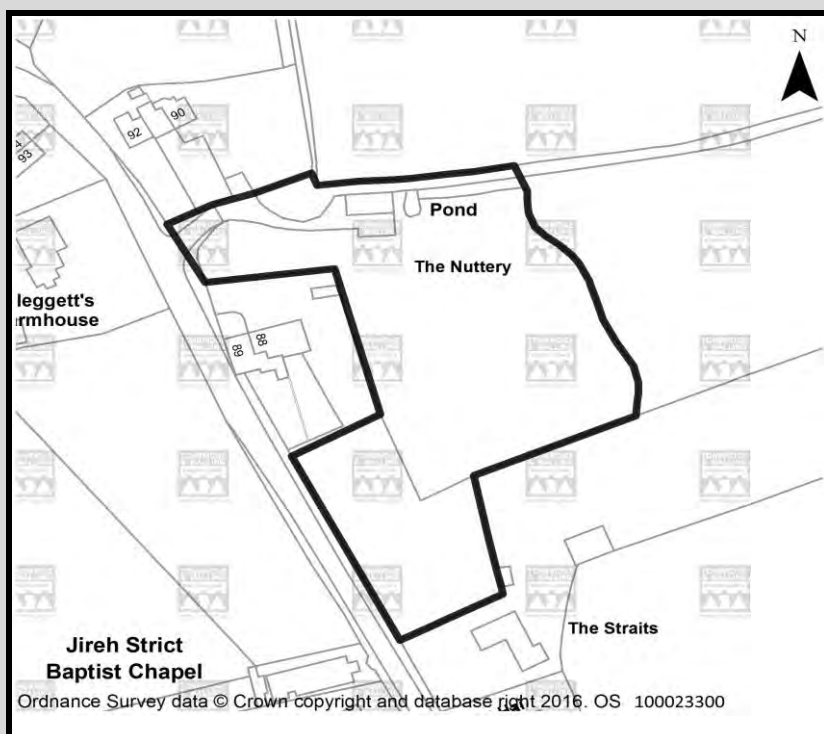 N
92
90
93
Pond
The Nuttery
leggett's
rmhouse
89
88
The Straits
Jireh Strict
Baptist Chapel
Ordnance Survey data © Crown copyright and database right 2016. OS 100023300